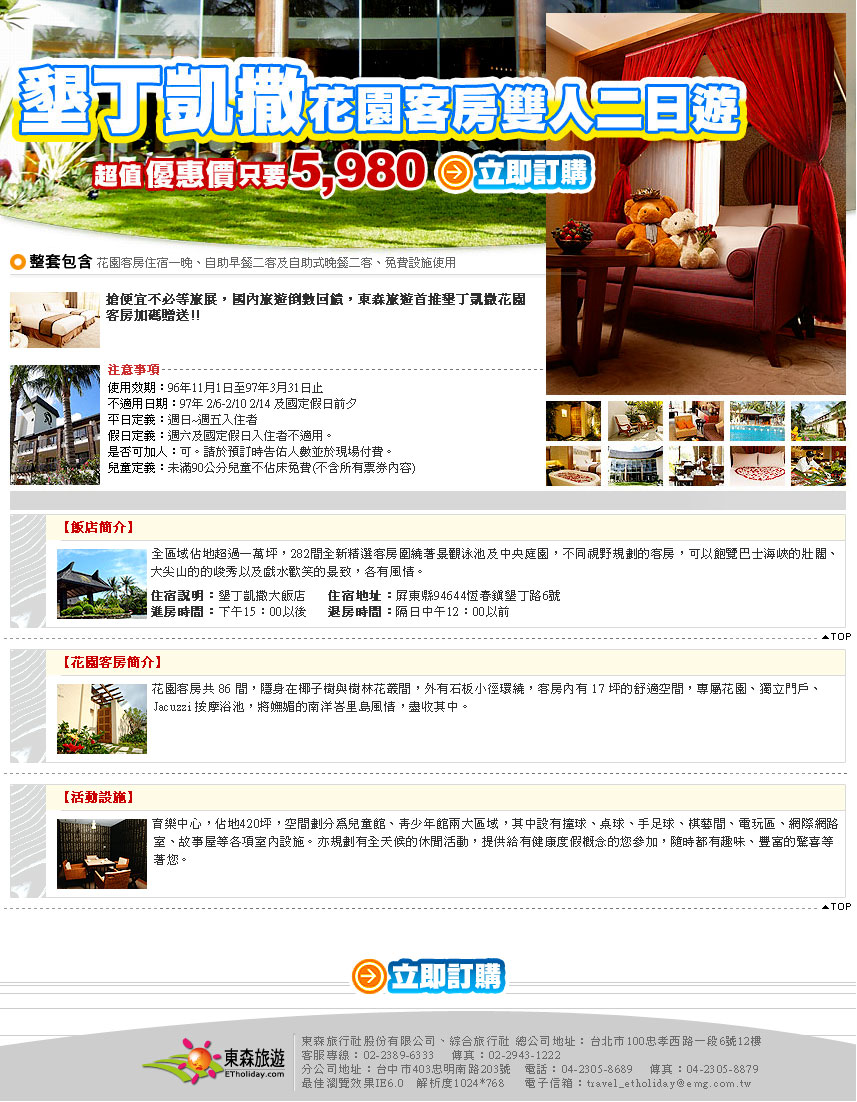 墾丁凱撒花園客房雙人二日遊
超值優惠價只要5,980 立即訂購
整套包含 花園客房住宿一晚、自助早餐二客及自助式晚餐二客、免費設施使用
搶便宜不必等旅展，國內旅遊倒數回饋，東森旅遊首推墾丁凱撒花園
客房加碼贈送!!
注意事項
使用效期：96年11月1日至97年3月31日止
不適用日期：97年 2/6-2/10 2/14 及國定假日前夕
平日定義：週日~週五入住者
假日定義：週六及國定假日入住者不適用。
是否可加人：可。請於預訂時告佑人數並於現場付費。
兒童定義：未滿90公分兒童不佔床免費(不含所有票券內容)
【飯店簡介】
全區域佔地超過一萬坪，282間全新精選客房圍繞著景觀泳池及中央庭園，不同視野規劃的客房，可以飽覽巴士海峽的壯闊、
大尖山的的峻秀以及戲水歡笑的景致，各有風情。
住宿說明：墾丁凱撒大飯店 住宿地址：屏東縣94644恆春鎮墾丁路6號
進房時間：下午15：00以後 退房時間：隔日中午12：00以前
TOP
【花園客房簡介】
花園客房共 86 間，隱身在椰子樹與樹林花叢間，外有石板小徑環繞，客房內有 17 坪的舒適空間，專屬花園、獨立門戶、
Jacuzzi 按摩浴池，將嫵媚的南洋峇里島風情，盡收其中。
【活動設施】
育樂中心，佔地420坪，空間劃分為兒童館、青少年館兩大區域，其中設有撞球、桌球、手足球、棋藝間、電玩區、網際網路
室、故事屋等各項室內設施。亦規劃有全天候的休閒活動，提供給有健康度假概念的您參加，隨時都有趣味、豐富的驚喜等
著您。
TOP
立即訂購
東森旅遊
ETholiday.com
東森旅行社股份有限公司、綜合旅行社 總公司地址：台北市100忠孝西路一段6號12樓
客服專線：02-2389-6333 傳真：02-2943-1222
分公司地址：台中市403忠明南路203號 電話：04-2305-8689 傳真：04-2305-8879
最佳瀏覽效果IE6.0 解析度1024*768 電子信箱：travel_etholiday@emg.com.tw